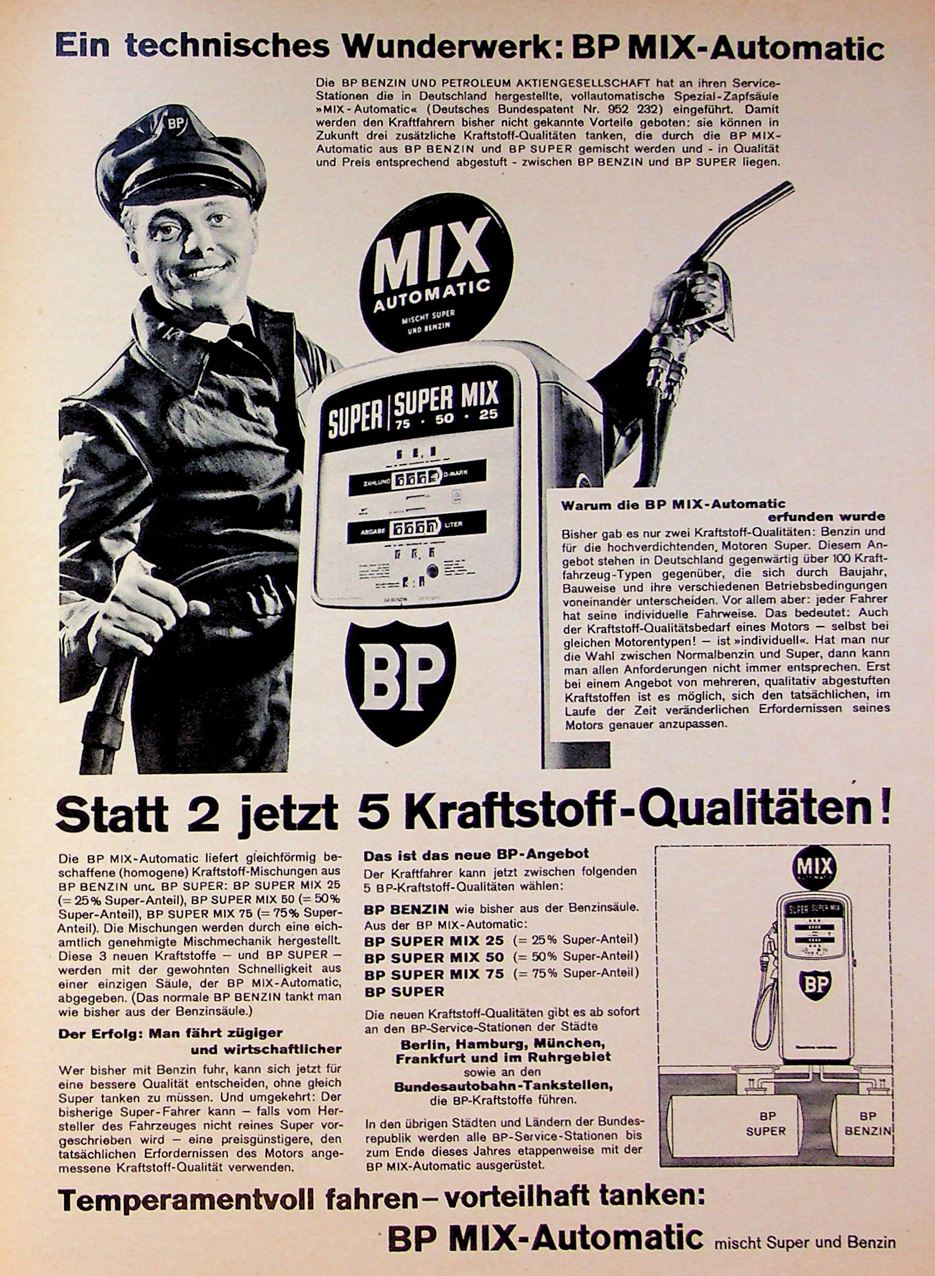 Ein technisches Wunderwerk: BP MIX-Automatic
Die BP BENZIN UND PETROLEUM AKTIENGESELLSCHAFT hat an ihren Service-
Stationen die in Deutschland hergestellte, vollautomatische Spezial-Zapfsäule
»MIX-Automatic« (Deutsches Bundespatent Nr. 952 232) eingeführt. Damit
werden den Kraftfahrern bisher nicht gekannte Vorteile geboten: sie können in
Zukunft drei zusätzliche Kraftstoff-Qualitäten tanken, die durch die BP MIX-
Automatic aus BP BENZIN und BP SUPER gemischt werden und - in Qualität
und Preis entsprechend abgestuft - zwischen BP BENZIN und BP SUPER liegen.
BP
MIX
AUTOMATIC
MISCHT SUPER
UND BENZIN
SUPER | SUPER MIX
75 · 50 · 25
ZAHLUNG D-MARK
ABGABE LITER
BP
Warum die BP MIX-Automatic
erfunden wurde
Bisher gab es nur zwei Kraftstoff-Qualitäten: Benzin und
für die hochverdichtenden Motoren Super. Diesem An-
gebot stehen in Deutschland gegenwärtig über 100 Kraft-
fahrzeug-Typen gegenüber, die sich durch Baujahr,
Bauweise und ihre verschiedenen Betriebsbedingungen
voneinander unterscheiden. Vor allem aber: jeder Fahrer
hat seine individuelle Fahrweise. Das bedeutet: Auch
der Kraftstoff-Qualitätsbedarf eines Motors — selbst bei
gleichen Motorentypen! — ist »individuell«. Hat man nur
die Wahl zwischen Normalbenzin und Super, dann kann
man allen Anforderungen nicht immer entsprechen. Erst
bei einem Angebot von mehreren, qualitativ abgestuften
Kraftstoffen ist es möglich, sich den tatsächlichen, im
Laufe der Zeit veränderlichen Erfordernissen seines
Motors genauer anzupassen.
Statt 2 jetzt 5 Kraftstoff-Qualitäten!
Die BP MIX-Automatic liefert gleichförmig be-
schaffene (homogene) Kraftstoff-Mischungen aus
BP BENZIN und BP SUPER: BP SUPER MIX 25
(= 25% Super-Anteil), BP SUPER MIX 50 (= 50%
Super-Anteil), BP SUPER MIX 75 (= 75% Super-
Anteil). Die Mischungen werden durch eine eich-
amtlich genehmigte Mischmechanik hergestellt.
Diese 3 neuen Kraftstoffe — und BP SUPER —
werden mit der gewohnten Schnelligkeit aus
einer einzigen Säule, der BP MIX-Automatic,
abgegeben. (Das normale BP BENZIN tankt man
wie bisher aus der Benzinsäule.)
Der Erfolg: Man fährt zügiger
und wirtschaftlicher
Wer bisher mit Benzin fuhr, kann sich jetzt für
eine bessere Qualität entscheiden, ohne gleich
Super tanken zu müssen. Und umgekehrt: Der
bisherige Super-Fahrer kann — falls vom Her-
steller des Fahrzeuges nicht reines Super vor-
geschrieben wird — eine preisgünstigere, den
tatsächlichen Erfordernissen des Motors ange-
messene Kraftstoff-Qualität verwenden.
Das ist das neue BP-Angebot
Der Kraftfahrer kann jetzt zwischen folgenden
5 BP-Kraftstoff-Qualitäten wählen:
BP BENZIN wie bisher aus der Benzinsäule.
Aus der BP MIX-Automatic:
BP SUPER MIX 25 (= 25% Super-Anteil)
BP SUPER MIX 50 (= 50% Super-Anteil)
BP SUPER MIX 75 (= 75% Super-Anteil)
BP SUPER
Die neuen Kraftstoff-Qualitäten gibt es ab sofort
an den BP-Service-Stationen der Städte
Berlin, Hamburg, München,
Frankfurt und im Ruhrgebiet
sowie an den
Bundesautobahn-Tankstellen,
die BP-Kraftstoffe führen.
In den übrigen Städten und Ländern der Bundes-
republik werden alle BP-Service-Stationen bis
zum Ende dieses Jahres etappenweise mit der
BP MIX-Automatic ausgerüstet.
MIX
AUTOMATIC
SUPER SUPER MIX
BP
BP
SUPER
BP
BENZIN
Temperamentvoll fahren – vorteilhaft tanken:
BP MIX-Automatic mischt Super und Benzin